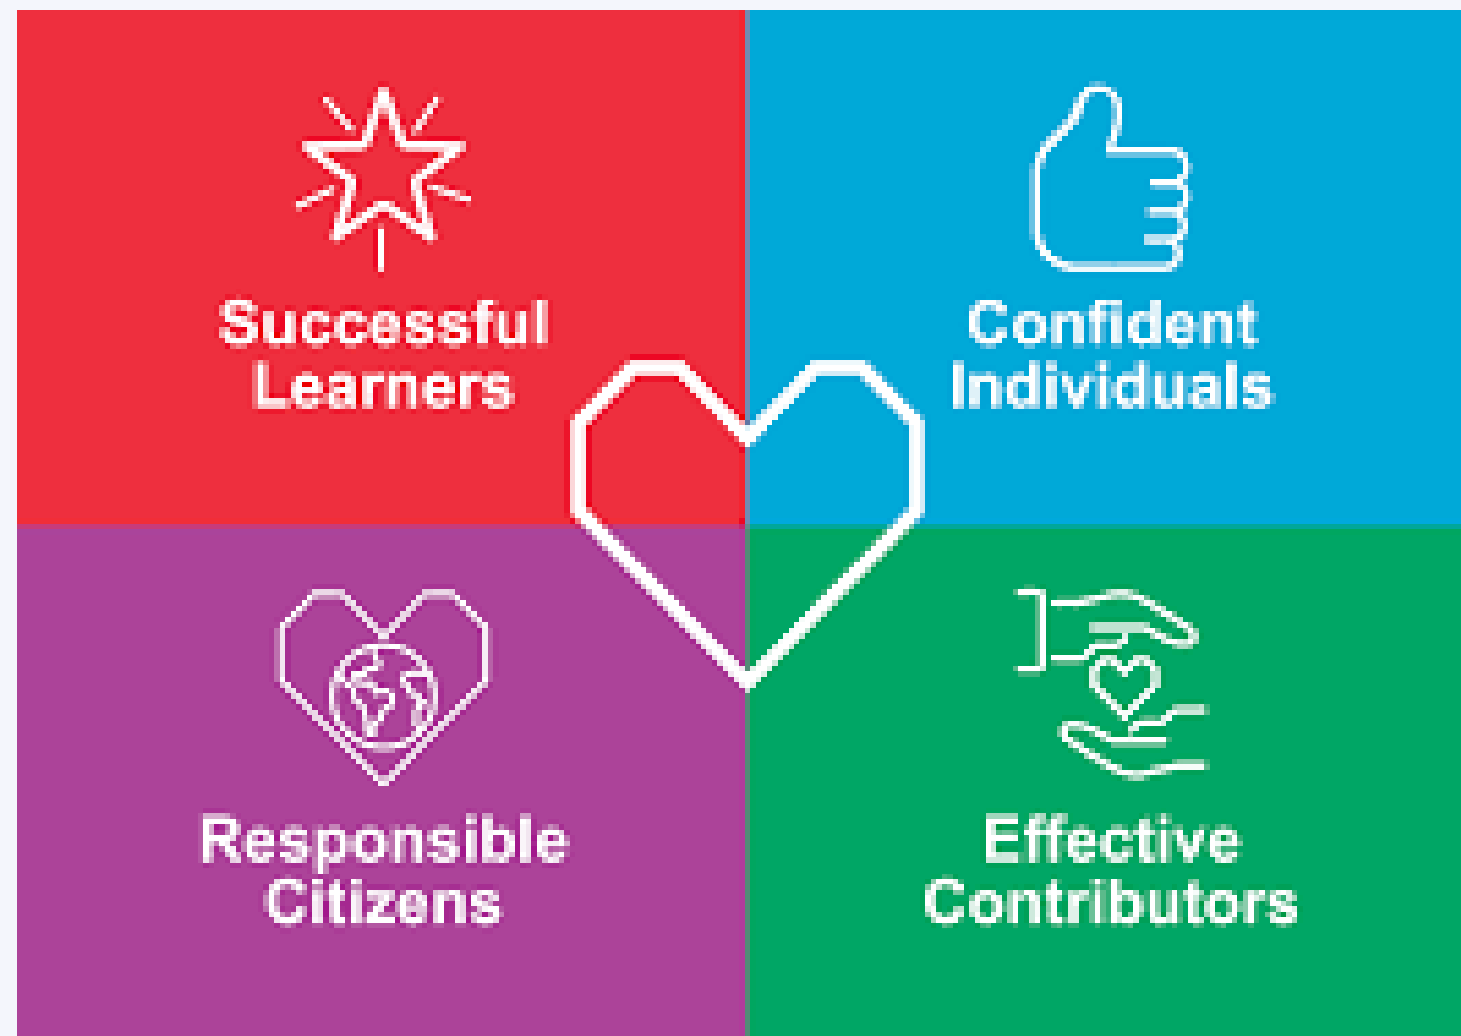 Successful
Learners
Confident
Individuals
Responsible
Citizens
Effective
Contributors